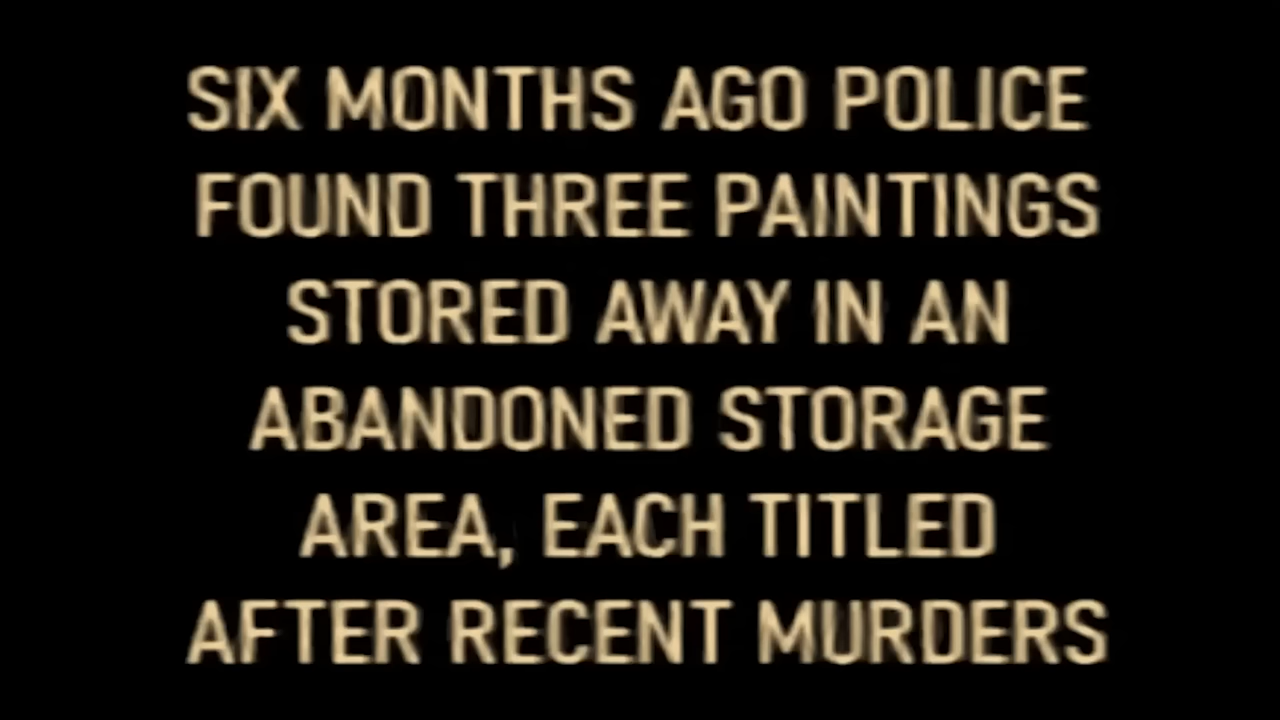 SIX MONTHS AGO POLICE
FOUND THREE PAINTINGS
STORED AWAY IN AN
ABANDONED STORAGE
AREA, EACH TITLED
AFTER RECENT MURDERS